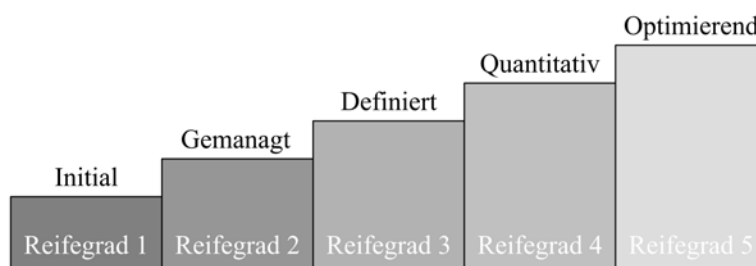 Optimierend
Quantitativ
Definiert
Gemanagt
Initial
Reifegrad 1
Reifegrad 2
Reifegrad 3
Reifegrad 4
Reifegrad 5